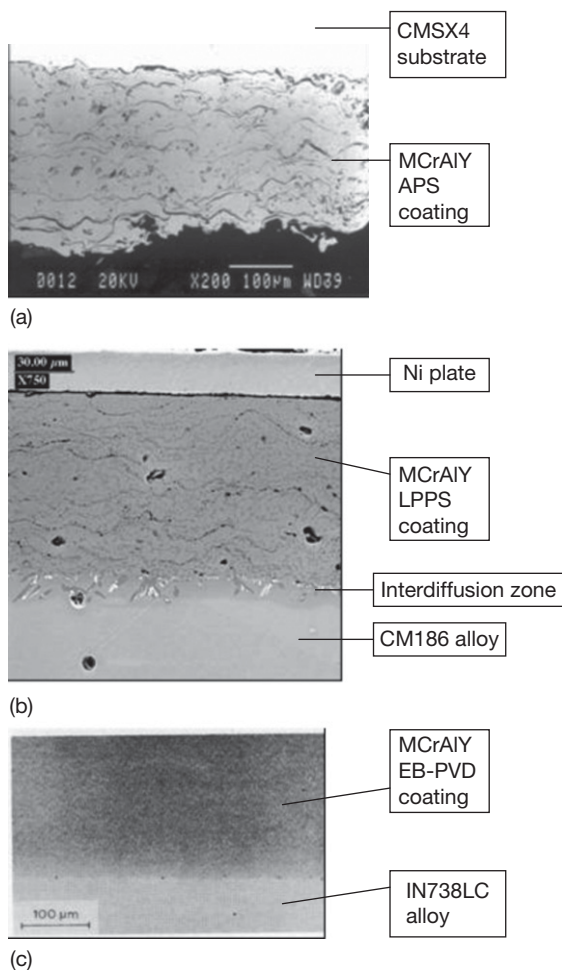 CMSX4
substrate
MCrAlY
APS
coating
0012 20KV X200 100μm WD39
(a)
30.00 μm
X750
Ni plate
MCrAlY
LPPS
coating
Interdiffusion zone
CM186 alloy
(b)
MCrAlY
EB-PVD
coating
100 μm
IN738LC
alloy
(c)